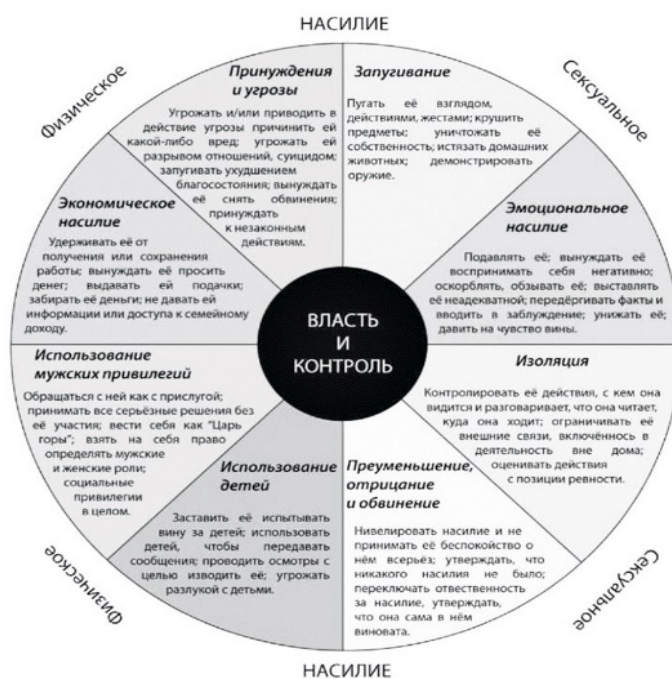 НАСИЛИЕ
Физическое
Сексуальное
Принуждения
и угрозы
Угрожать и/или приводить в
действие угрозы причинить ей
какой-либо вред; угрожать ей
разрывом отношений, суицидом;
запугивать ухудшением
благосостояния; вынуждать
её снять обвинения;
принуждать
к незаконным
действиям.
Запугивание
Пугать её взглядом,
действиями, жестами; крушить
предметы; уничтожать её
собственность; истязать домашних
животных; демонстрировать
оружие.
Экономическое
насилие
Удерживать её от
получения или сохранения
работы; вынуждать её просить
денег; выдавать ей подачки;
забирать её деньги; не давать ей
информации или доступа к семейному
доходу.
Эмоциональное
насилие
Подавлять её; вынуждать её
воспринимать себя негативно;
оскорблять, обзывать её; выставлять
её неадекватной; передёргивать факты и
вводить в заблуждение; унижать её;
давить на чувство вины.
ВЛАСТЬ
И
КОНТРОЛЬ
Использование
мужских привилегий
Обращаться с ней как с прислугой;
принимать все серьёзные решения без
её участия; вести себя как "Царь
горы"; взять на себя право
определять мужские
и женские роли;
социальные
привилегии
в целом.
Изоляция
Контролировать её действия, с кем она
видится и разговаривает, что она читает,
куда она ходит; ограничивать её
внешние связи, включённось в
деятельность вне дома;
оценивать действия
с позиции ревности.
Использование
детей
Заставить её испытывать
вину за детей; использовать
детей, чтобы передавать
сообщения; проводить осмотры с
целью изводить её; угрожать
разлукой с детьми.
Преуменьшение,
отрицание
и обвинение
Нивелировать насилие и не
принимать её беспокойство о
нём всерьёз; утверждать, что
никакого насилия не было;
переключать отвественность
за насилие, утверждать,
что она сама в нём
виновата.
Физическое
Сексуальное
НАСИЛИЕ